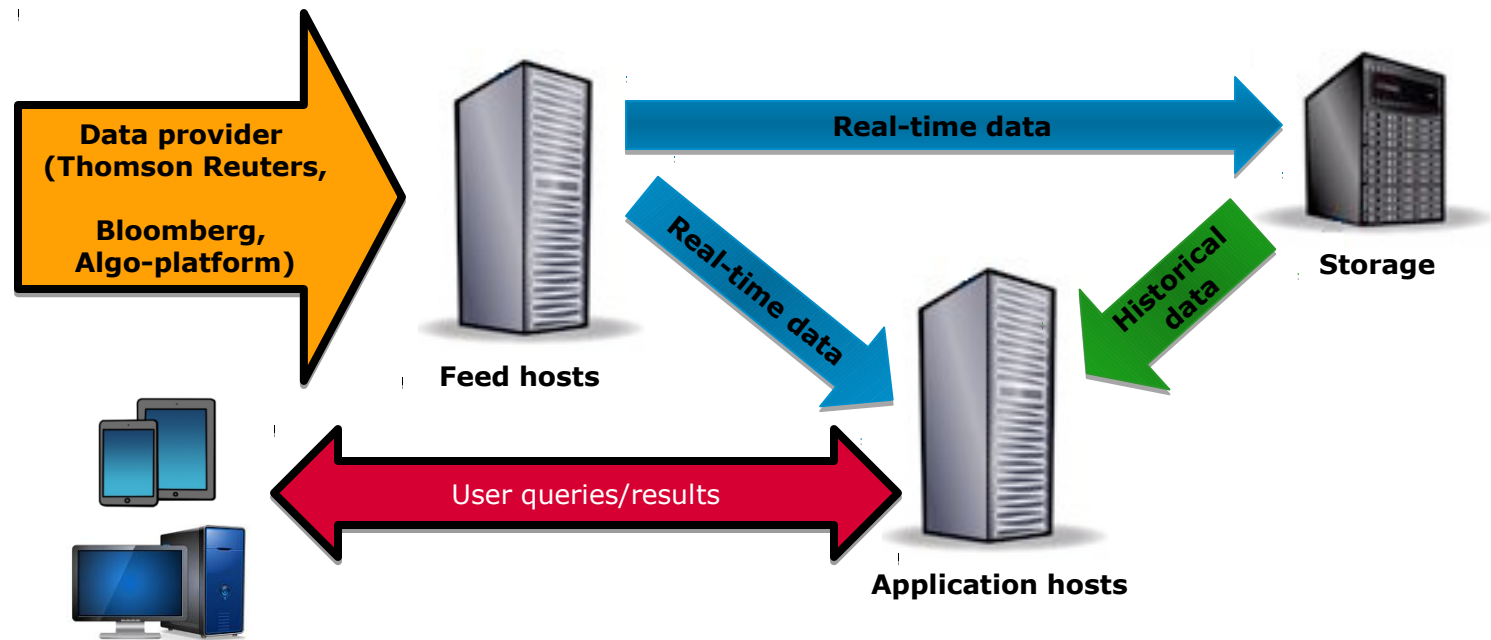 Data provider
(Thomson Reuters,
Bloomberg,
Algo-platform)
Real-time data
Real-time data
Historical
data
Storage
Feed hosts
User queries/results
Application hosts